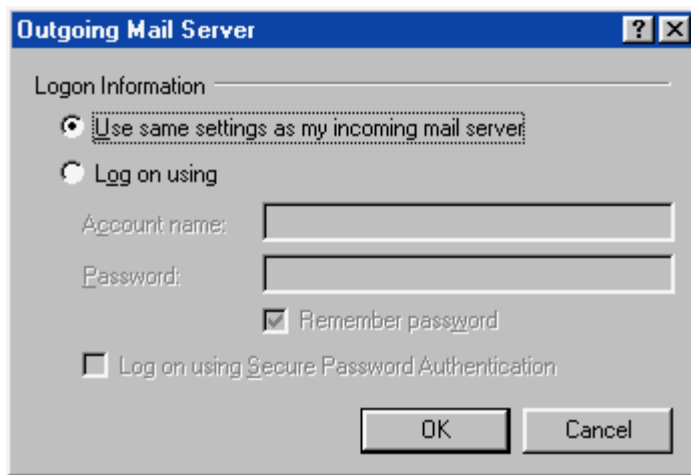 Outgoing Mail Server
Logon Information
Use same settings as my incoming mail server
Log on using
Account name:
Password:
Remember password
Log on using Secure Password Authentication
OK Cancel